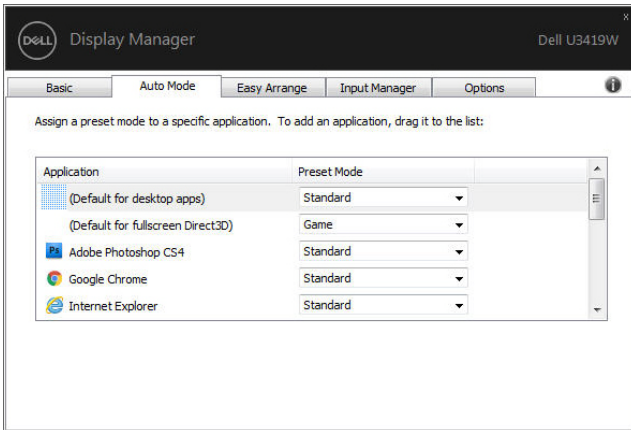 DELL Display Manager Dell U3419W
Basic Auto Mode Easy Arrange Input Manager Options
Assign a preset mode to a specific application. To add an application, drag it to the list:
Application Preset Mode
(Default for desktop apps) Standard
(Default for fullscreen Direct3D) Game
Ps Adobe Photoshop CS4 Standard
Google Chrome Standard
Internet Explorer Standard